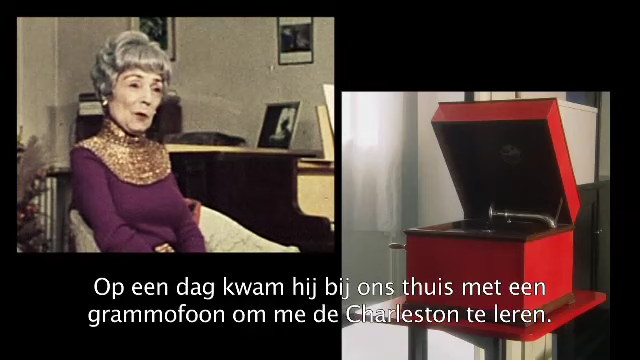 Op een dag kwam hij bij ons thuis met een
grammofoon om me de Charleston te leren.